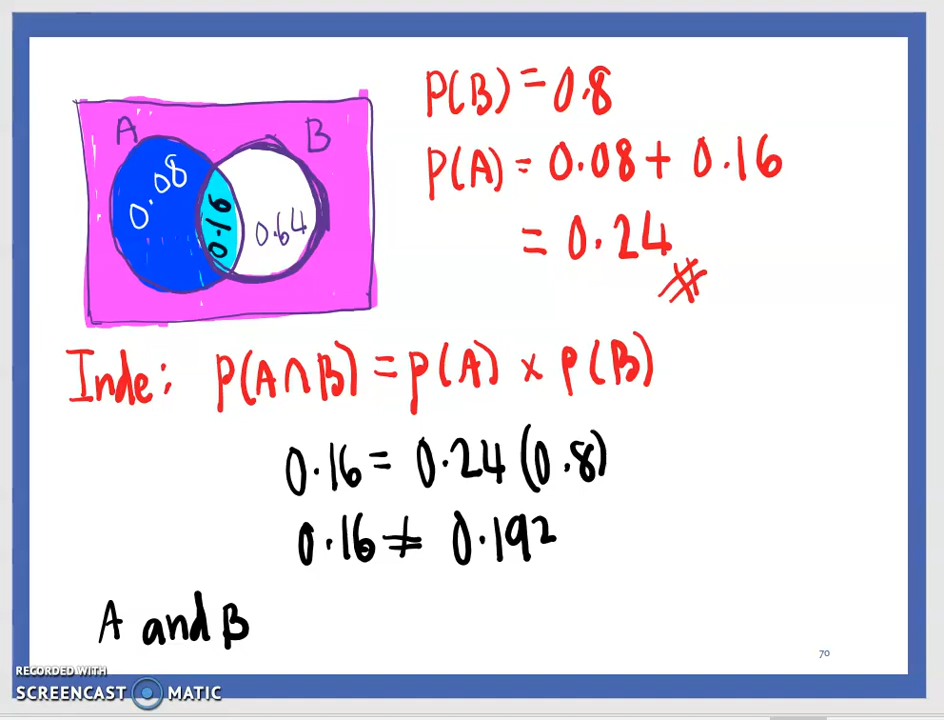 A
B
0.08
0.16
0.64
P(B) = 0.8
P(A) = 0.08 + 0.16
= 0.24
Inde: P(A∩B) = P(A) × P(B)
0.16 = 0.24 (0.8)
0.16 ≠ 0.192
A and B
70
RECORDED WITH
SCREENCAST MATIC